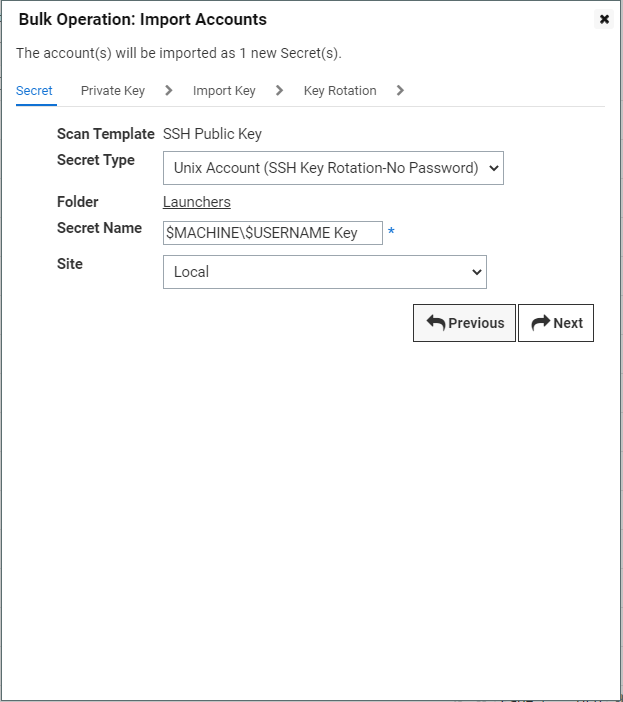 Bulk Operation: Import Accounts
The account(s) will be imported as 1 new Secret(s).
Secret Private Key Import Key Key Rotation
Scan Template SSH Public Key
Secret Type Unix Account (SSH Key Rotation-No Password)
Folder Launchers
Secret Name $MACHINE\$USERNAME Key *
Site Local
Previous Next